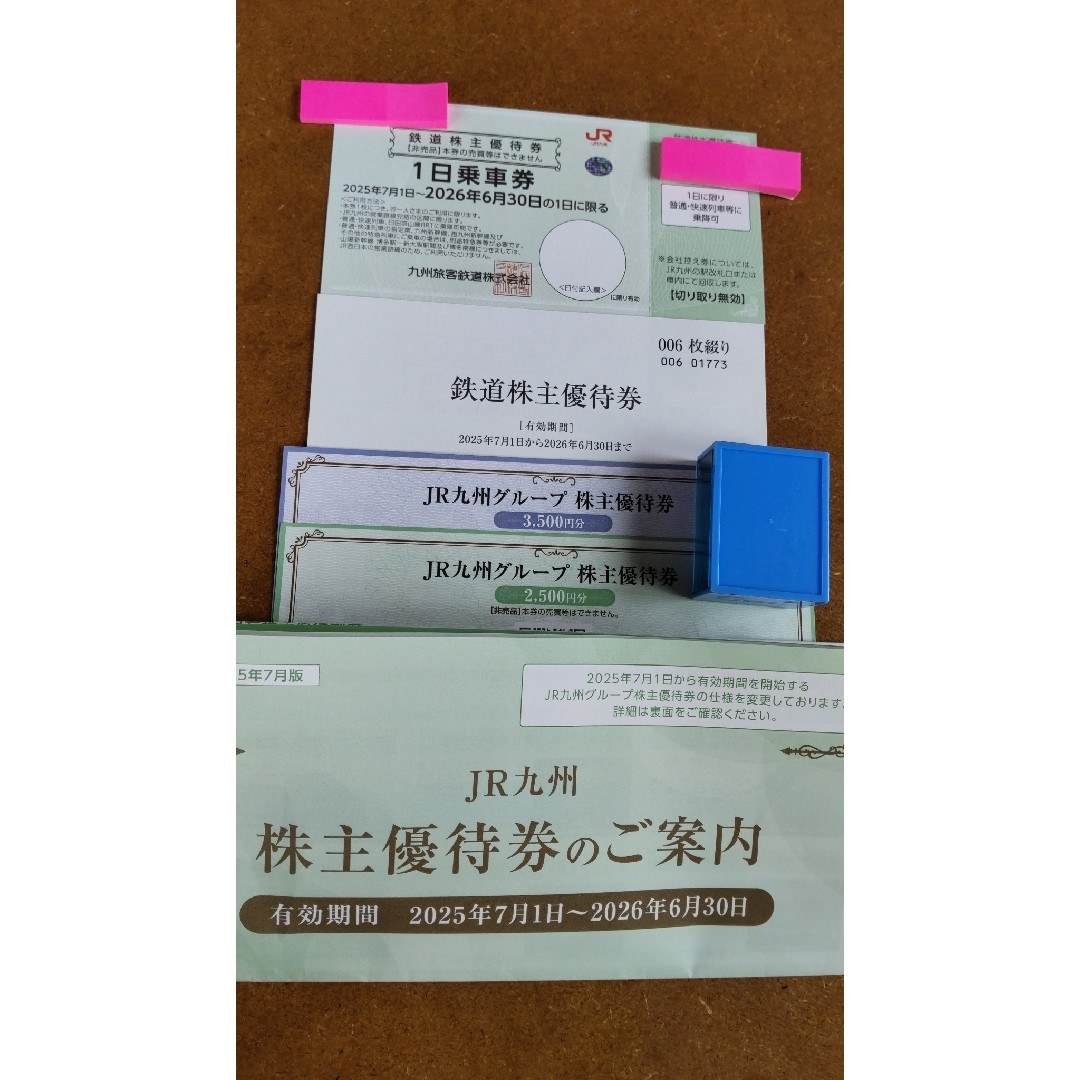 鉄道株主優待券
【非売品】本券の売買等はできません
JR
JR九州
1日乗車券
2025年7月1日～2026年6月30日の1日に限る
<ご利用方法>
九州旅客鉄道株式会社
<日付記入欄>
に限り有効
1日に限り
普通・快速列車等に
乗降可
※会社控え券については、
JR九州の駅改札口または
車内にて回収します。
【切り取り無効】
006 枚綴り
006 01773
鉄道株主優待券
［有効期間］
2025年7月1日から2026年6月30日まで
JR九州グループ 株主優待券
3,500円分
JR九州グループ 株主優待券
2,500円分
【非売品】本券の売買等はできません。
5年7月版
2025年7月1日から有効期間を開始する
JR九州グループ株主優待券の仕様を変更しております。
詳細は裏面をご確認ください。
JR九州
株主優待券のご案内
有効期間 2025年7月1日～2026年6月30日